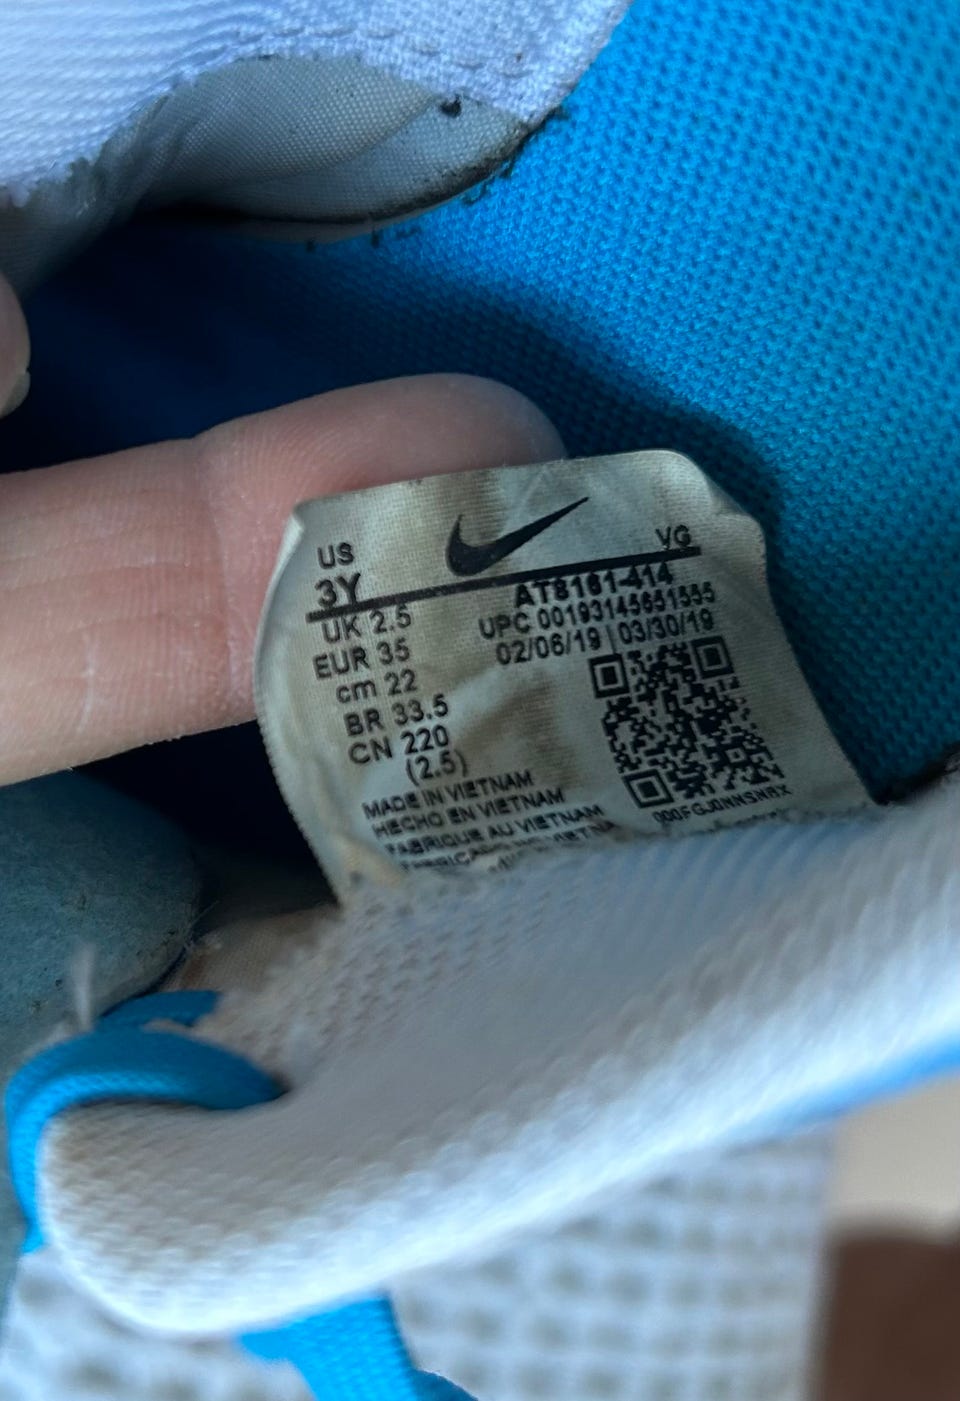 US
3Y
UK 2.5
EUR 35
cm 22
BR 33.5
CN 220
(2.5)
VG
AT8161-414
UPC 00193145651555
02/06/19 | 03/30/19
MADE IN VIETNAM
HECHO EN VIETNAM
FABRIQUE AU VIETNAM